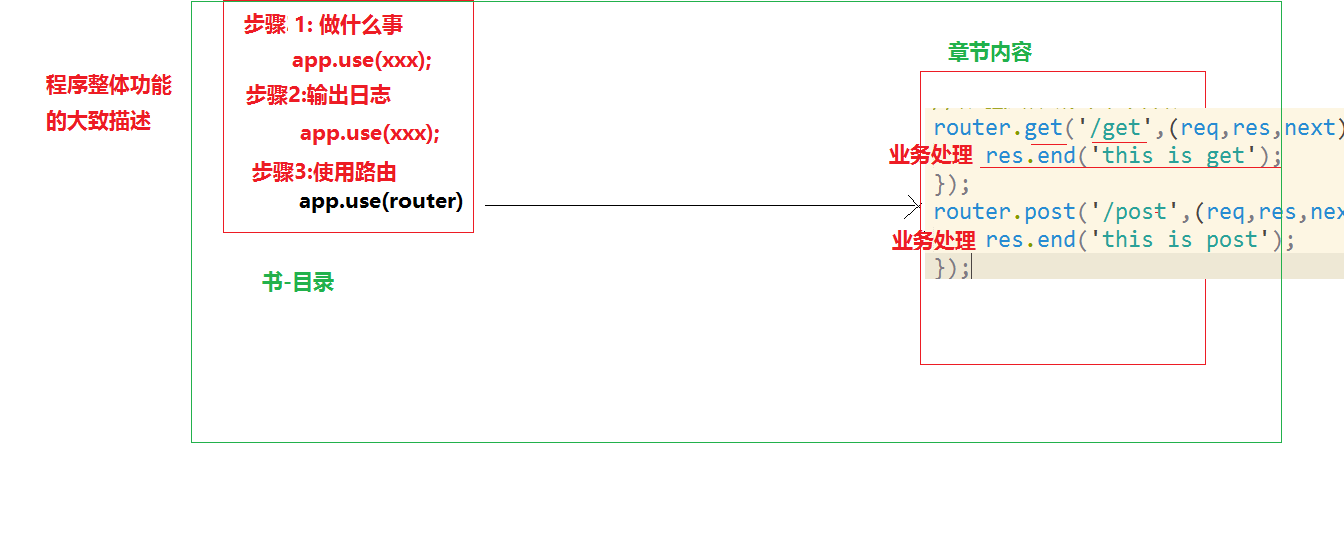 程序整体功能
的大致描述
步骤 1: 做什么事
app.use(xxx);
步骤2:输出日志
app.use(xxx);
步骤3:使用路由
app.use(router)
书-目录
章节内容
router.get('/get',(req,res,next)
业务处理 res.end('this is get');
});
router.post('/post',(req,res,nex
业务处理 res.end('this is post');
});